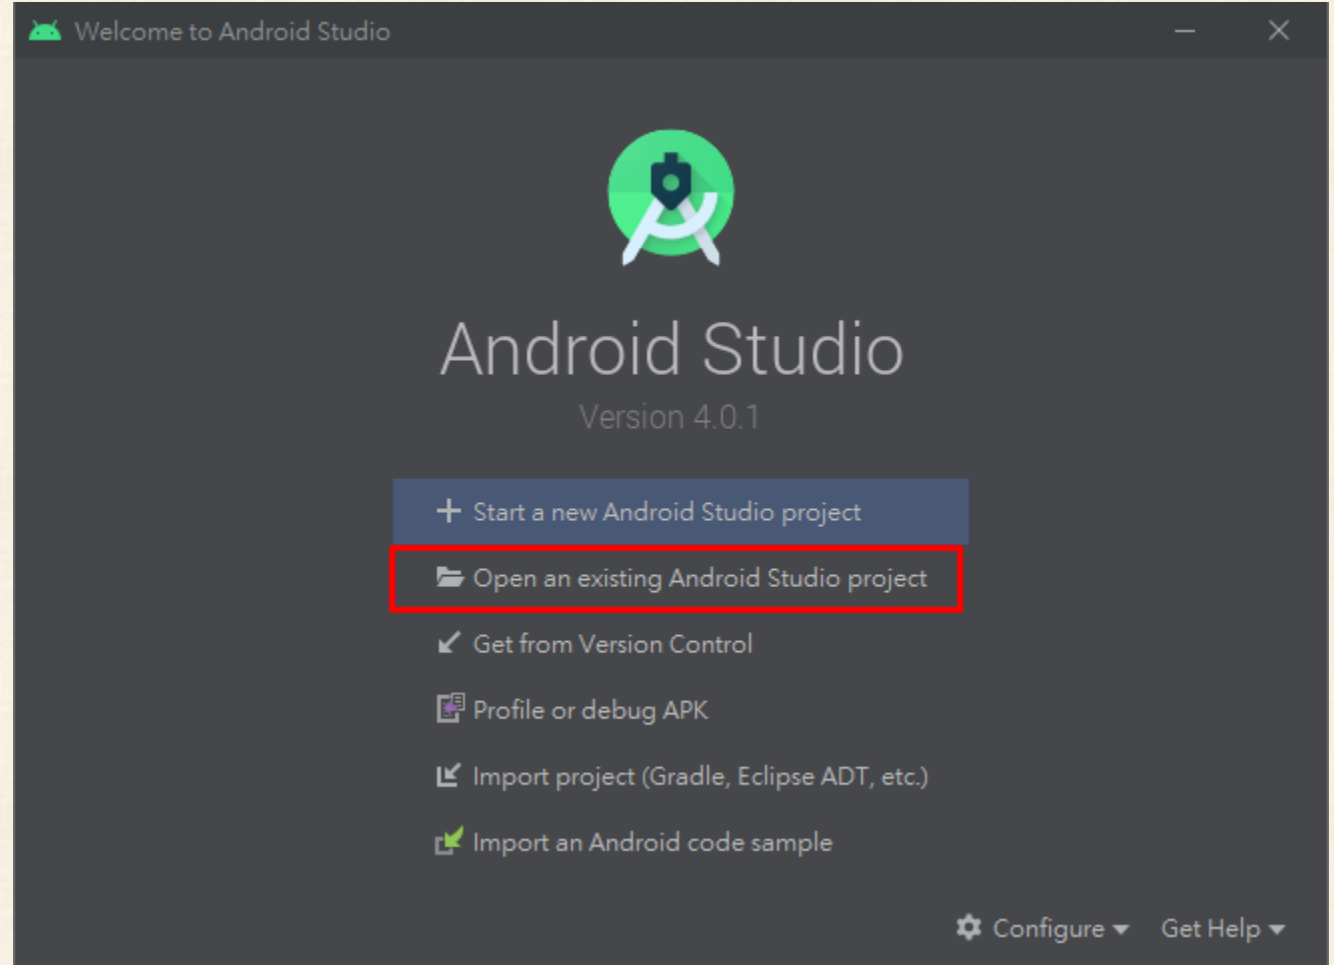 Welcome to Android Studio
Android Studio
Version 4.0.1
Start a new Android Studio project
Open an existing Android Studio project
Get from Version Control
Profile or debug APK
Import project (Gradle, Eclipse ADT, etc.)
Import an Android code sample
Configure Get Help